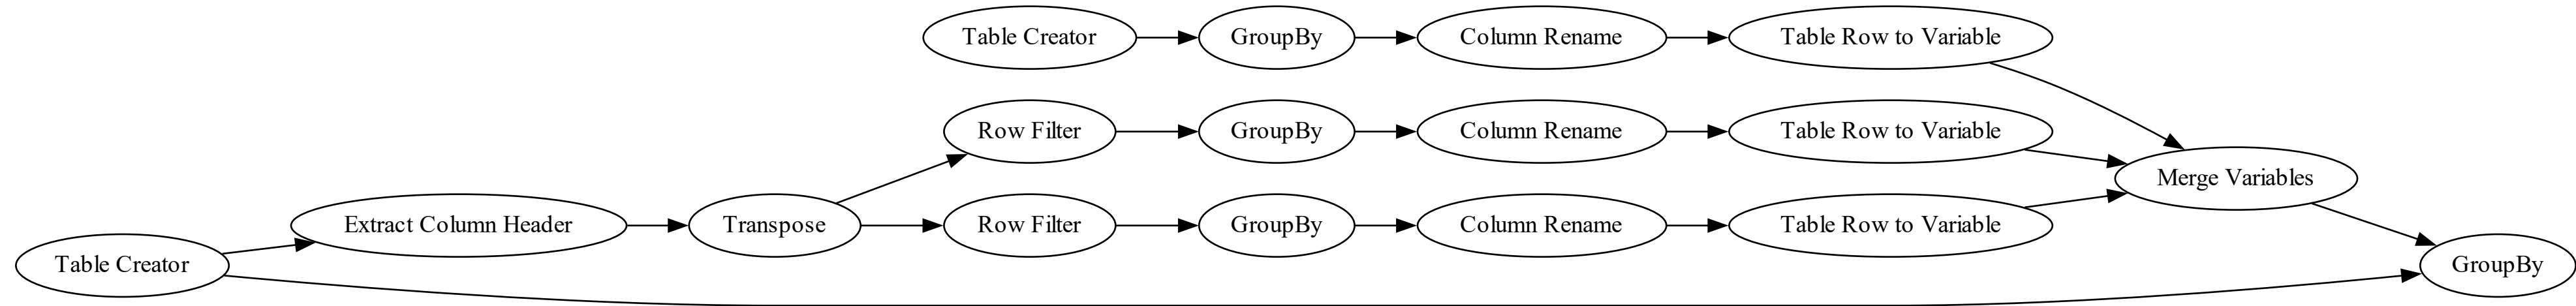 Table Creator
GroupBy
Column Rename
Table Row to Variable
Row Filter
GroupBy
Column Rename
Table Row to Variable
Merge Variables
Extract Column Header
Transpose
Row Filter
GroupBy
Column Rename
Table Row to Variable
Table Creator
GroupBy